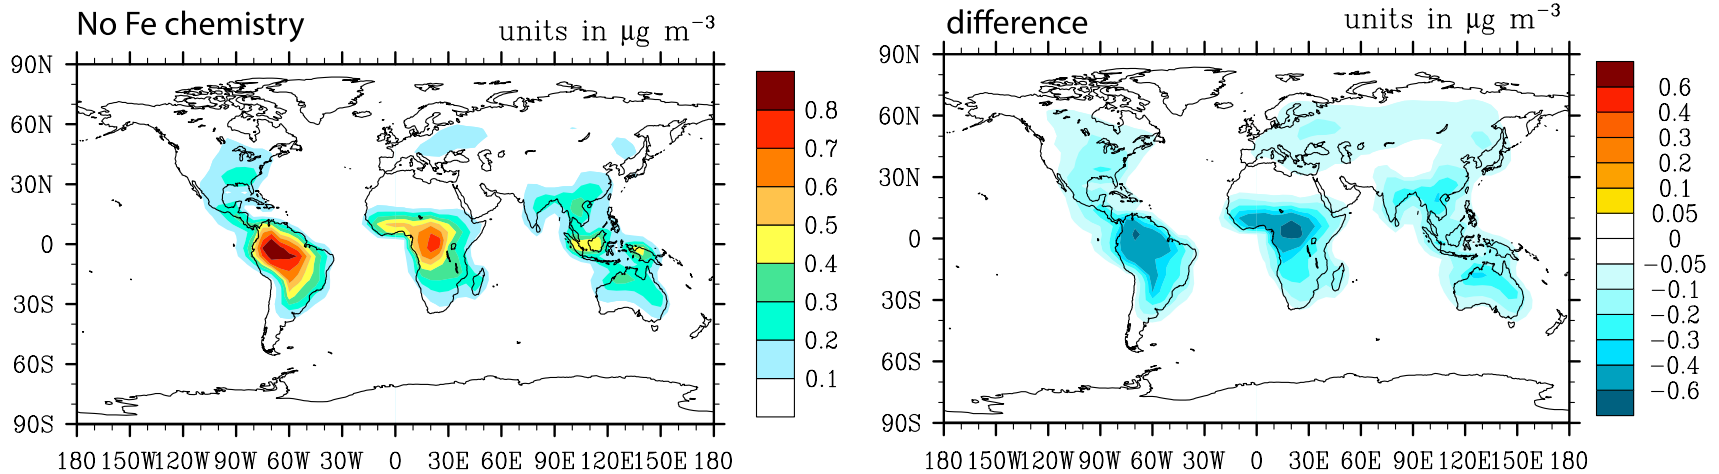 No Fe chemistry
units in µg m⁻³
90N
60N
30N
0
30S
60S
90S
180 150W120W 90W 60W 30W 0 30E 60E 90E 120E150E 180
0.8
0.7
0.6
0.5
0.4
0.3
0.2
0.1
difference
units in µg m⁻³
90N
60N
30N
0
30S
60S
90S
180 150W120W 90W 60W 30W 0 30E 60E 90E 120E150E 180
0.6
0.4
0.3
0.2
0.1
0.05
0
−0.05
−0.1
−0.2
−0.3
−0.4
−0.6